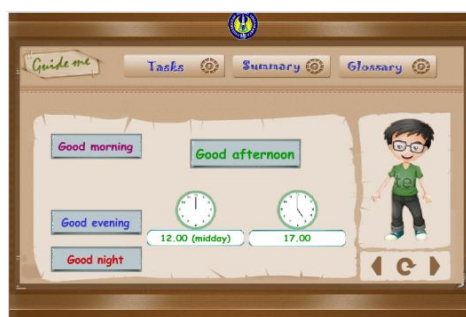 Guide me
Tasks
Summary
Glossary
Good morning
Good afternoon
Good evening
12.00 (midday)
17.00
Good night